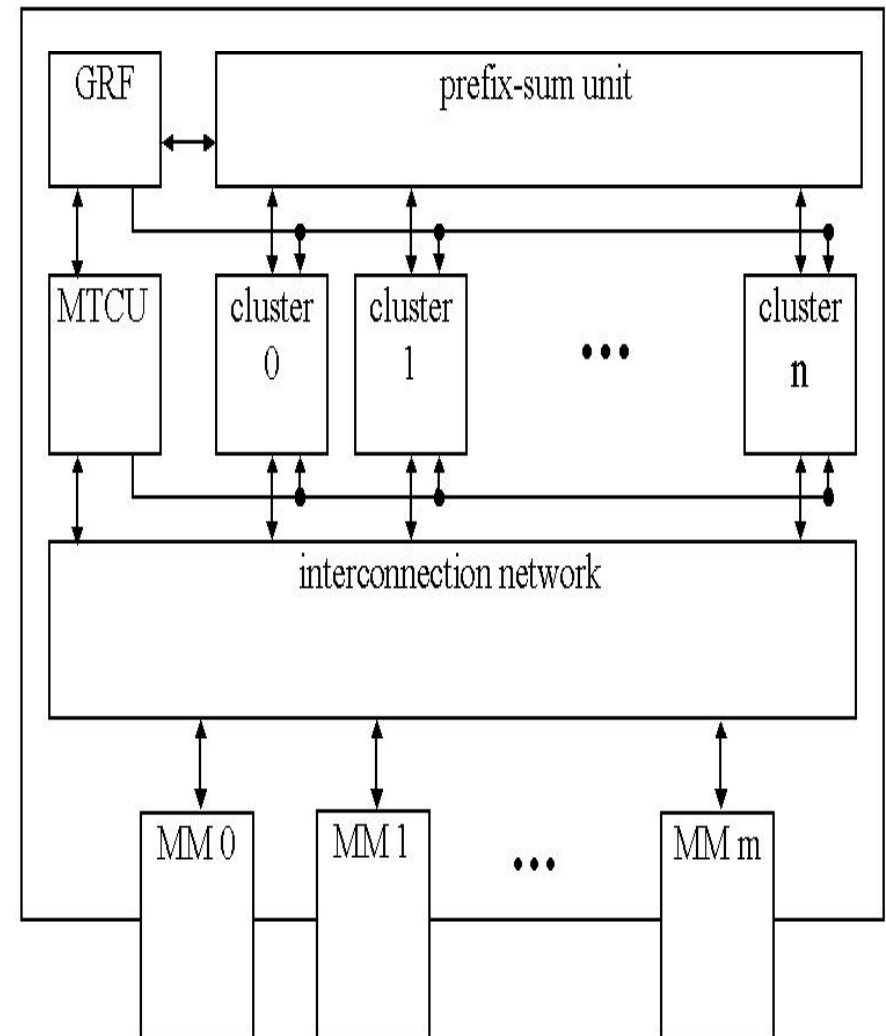 GRF
prefix-sum unit
MTCU
cluster
0
cluster
1
cluster
n
interconnection network
MM 0
MM 1
MM m